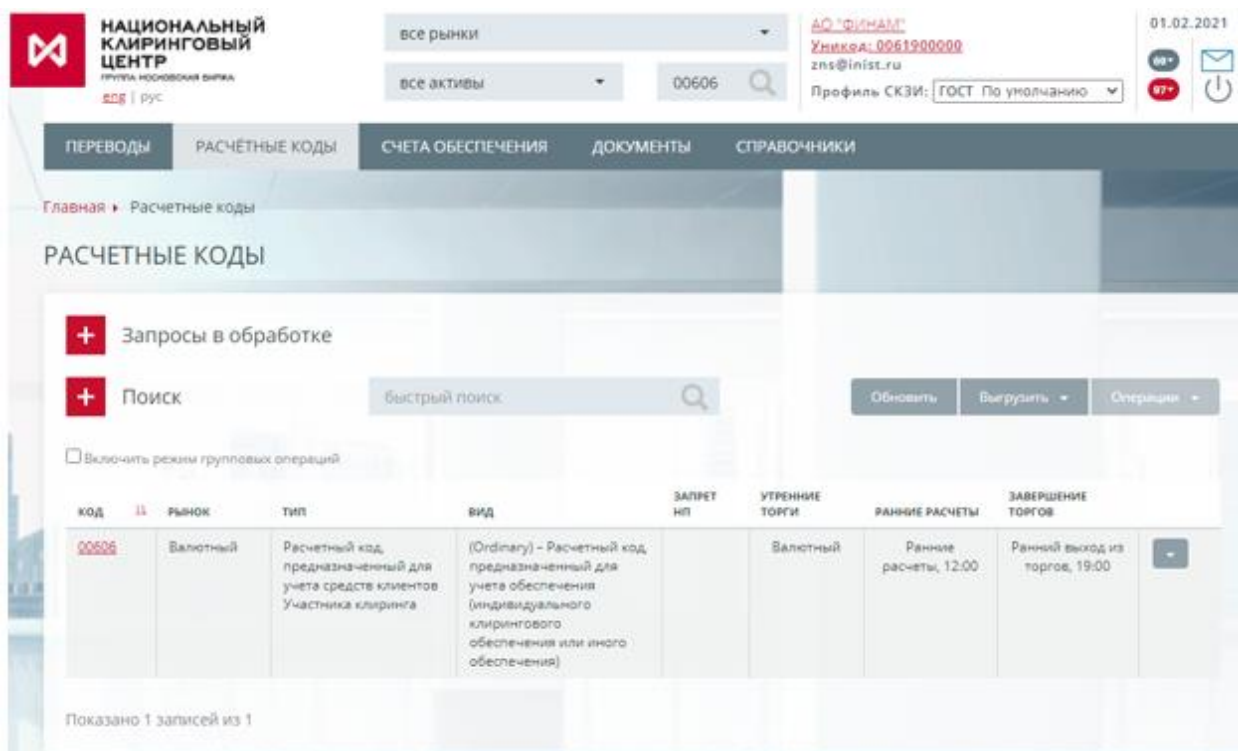 НАЦИОНАЛЬНЫЙ
КЛИРИНГОВЫЙ
ЦЕНТР
ГРУППА МОСКОВСКАЯ БИРЖА
eng | рус
все рынки
все активы
00606
АО "ФИНАМ"
Уникод: 0061900000
zns@inist.ru
Профиль СКЗИ: ГОСТ По умолчанию
01.02.2021
ПЕРЕВОДЫ РАСЧЁТНЫЕ КОДЫ СЧЕТА ОБЕСПЕЧЕНИЯ ДОКУМЕНТЫ СПРАВОЧНИКИ
Главная Расчетные коды
РАСЧЕТНЫЕ КОДЫ
Запросы в обработке
Поиск быстрый поиск Обновить Выгрузить Операции
Включить режим групповых операций
КОД РЫНОК ТИП ВИД ЗАПРЕТ НП УТРЕННИЕ ТОРГИ РАННИЕ РАСЧЕТЫ ЗАВЕРШЕНИЕ ТОРГОВ
00606
Валютный
Расчетный код,
предназначенный для
учета средств клиентов
Участника клиринга
(Ordinary) – Расчетный код,
предназначенный для
учета обеспечения
(индивидуального
клирингового
обеспечения или иного
обеспечения)
Валютный
Ранние
расчеты, 12:00
Ранний выход из
торгов, 19:00
Показано 1 записей из 1